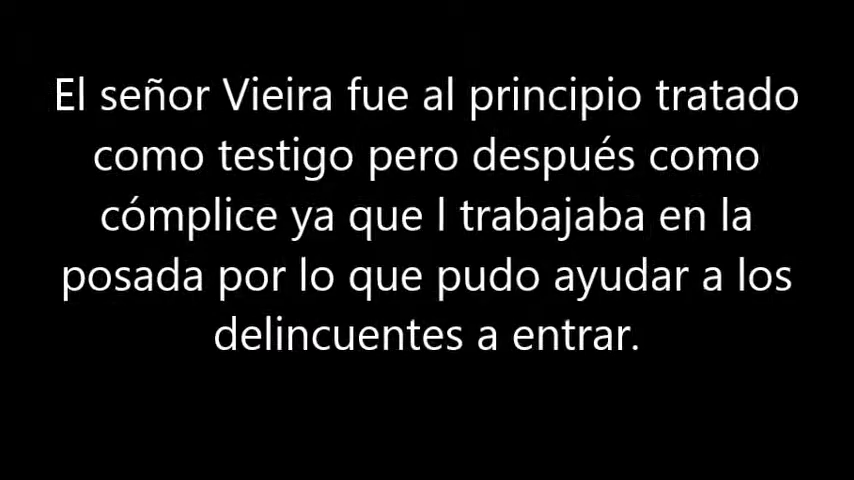 El señor Vieira fue al principio tratado
como testigo pero después como
cómplice ya que l trabajaba en la
posada por lo que pudo ayudar a los
delincuentes a entrar.